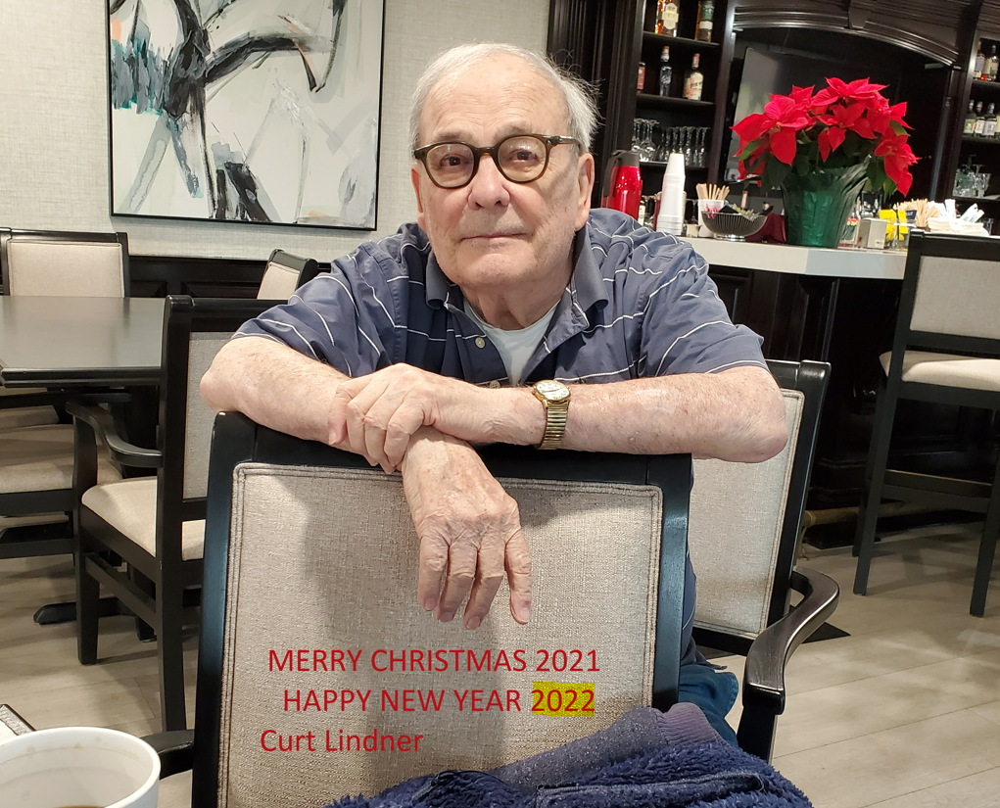 MERRY CHRISTMAS 2021
HAPPY NEW YEAR 2022
Curt Lindner